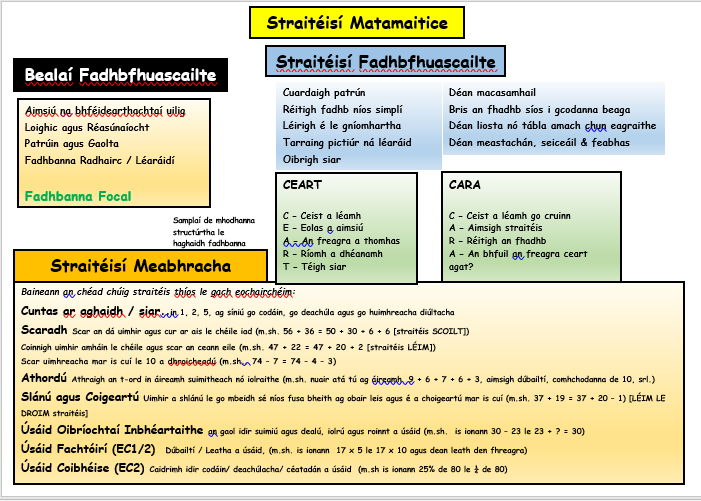 Straitéisí Matamaitice
Bealaí Fadhbfhuascailte
Aimsiú na bhféidearthachtaí uilig
Loighic agus Réasúnaíocht
Patrúin agus Gaolta
Fadhbanna Radhairc / Léaráidí
Fadhbanna Focal
Straitéisí Fadhbfhuascailte
Cuardaigh patrún
Réitigh fadhb níos simplí
Léirigh é le gníomhartha
Tarraing pictiúr ná léaráid
Oibrigh siar
Déan macasamhail
Bris an fhadhb síos i gcodanna beaga
Déan liosta nó tábla amach chun eagraithe
Déan meastachán, seiceáil & feabhas
Samplaí de mhodhanna
structúrtha le
haghaidh fadhbanna
CEART
C – Ceist a léamh
E – Eolas a aimsiú
A – An freagra a thomhas
R – Ríomh a dhéanamh
T – Téigh siar
CARA
C – Ceist a léamh go cruinn
A – Aimsigh straitéis
R – Réitigh an fhadhb
A – An bhfuil an freagra ceart
agat?
Straitéisí Meabhracha
Baineann an chéad chúig straitéis thíos le gach eochairchéim:
Cuntas ar aghaidh / siar, in 1, 2, 5, ag síniú go codáin, go deachúla agus go huimhreacha diúltacha
Scaradh Scar an dá uimhir agus cur ar ais le chéile iad (m.sh. 56 + 36 = 50 + 30 + 6 + 6 [straitéis SCOILT])
Coinnigh uimhir amháin le chéile agus scar an ceann eile (m.sh. 47 + 22 = 47 + 20 + 2 [straitéis LÉIM])
Scar uimhreacha mar is cuí le 10 a dhroicheadú (m.sh. 74 – 7 = 74 – 4 – 3)
Athordú Athraigh an t-ord in áireamh suimitheach nó iolraithe (m.sh. nuair atá tú ag áireamh 9 + 6 + 7 + 6 + 3, aimsigh dúbailtí, comhchodanna de 10, srl.)
Slánú agus Coigeartú Uimhir a shlánú le go mbeidh sé níos fusa bheith ag obair leis agus é a choigeartú mar is cuí (m.sh. 37 + 19 = 37 + 20 – 1) [LÉIM LE
DROIM straitéis]
Úsáid Oibríochtaí Inbhéartaithe an gaol idir suimiú agus dealú, iolrú agus roinnt a úsáid (m.sh. is ionann 30 – 23 le 23 + ? = 30)
Úsáid Fachtóirí (EC1/2) Dúbailtí / Leatha a úsáid, (m.sh. is ionann 17 x 5 le 17 x 10 agus dean leath den fhreagra)
Úsáid Coibhéise (EC2) Caidrimh idir codáin/ deachúlacha/ céatadán a úsáid (m.sh is ionann 25% de 80 le ¼ de 80)